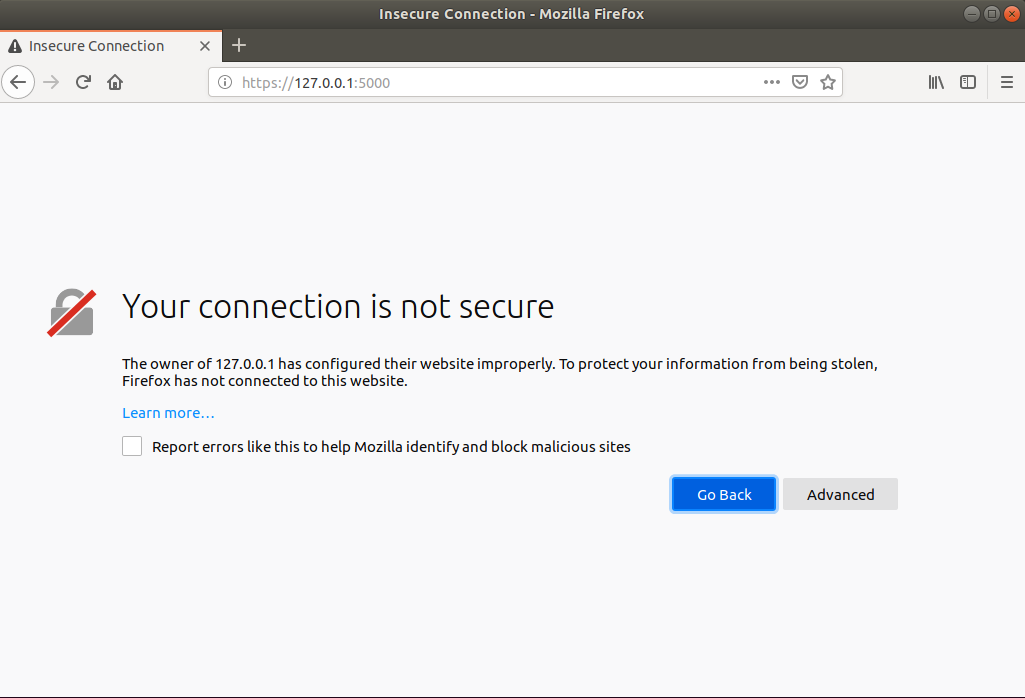 Insecure Connection - Mozilla Firefox
Insecure Connection
https://127.0.0.1:5000
Your connection is not secure
The owner of 127.0.0.1 has configured their website improperly. To protect your information from being stolen,
Firefox has not connected to this website.
Learn more...
Report errors like this to help Mozilla identify and block malicious sites
Go Back
Advanced